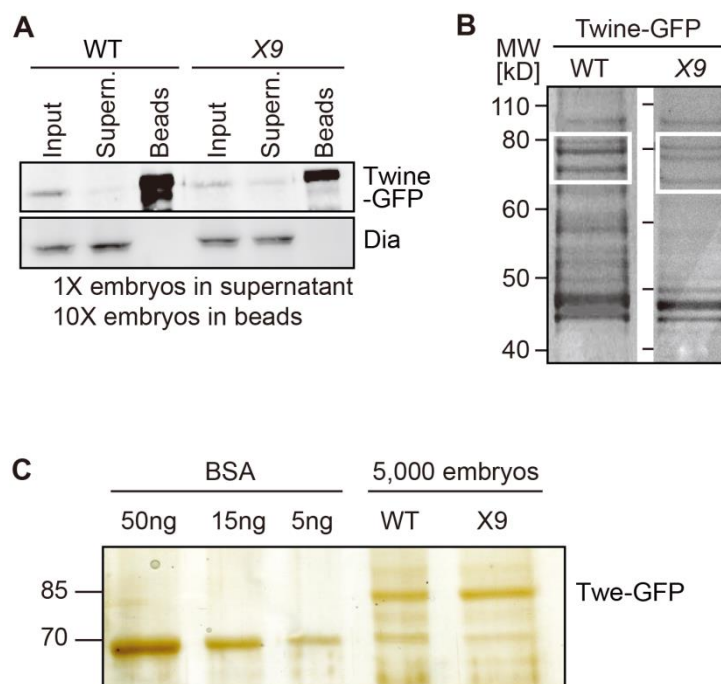 A
WT X9
Input Supern. Beads Input Supern. Beads
Twine
-GFP
Dia
1X embryos in supernatant
10X embryos in beads
B
Twine-GFP
MW
[kD]
WT X9
110
80
60
50
40
C
BSA 5,000 embryos
50ng 15ng 5ng WT X9
85
Twe-GFP
70